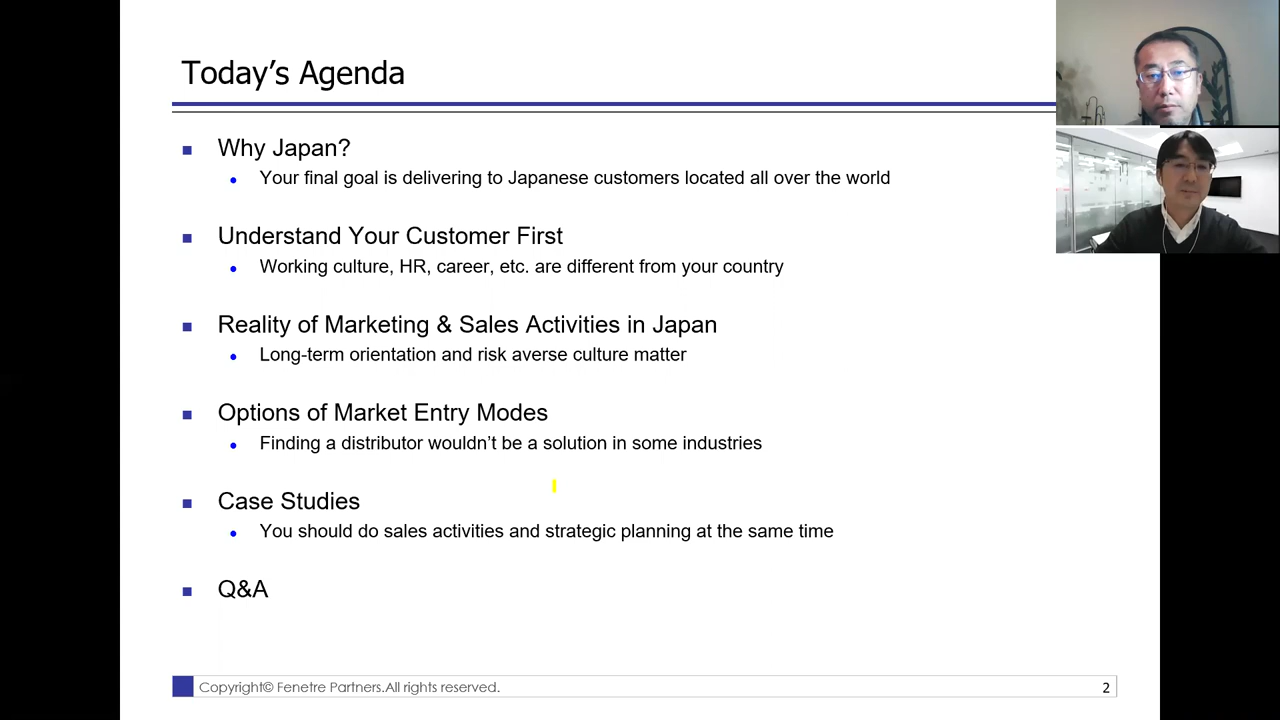 Today’s Agenda
Why Japan?
Your final goal is delivering to Japanese customers located all over the world
Understand Your Customer First
Working culture, HR, career, etc. are different from your country
Reality of Marketing & Sales Activities in Japan
Long-term orientation and risk averse culture matter
Options of Market Entry Modes
Finding a distributor wouldn’t be a solution in some industries
Case Studies
You should do sales activities and strategic planning at the same time
Q&A
Copyright© Fenetre Partners.All rights reserved.
2